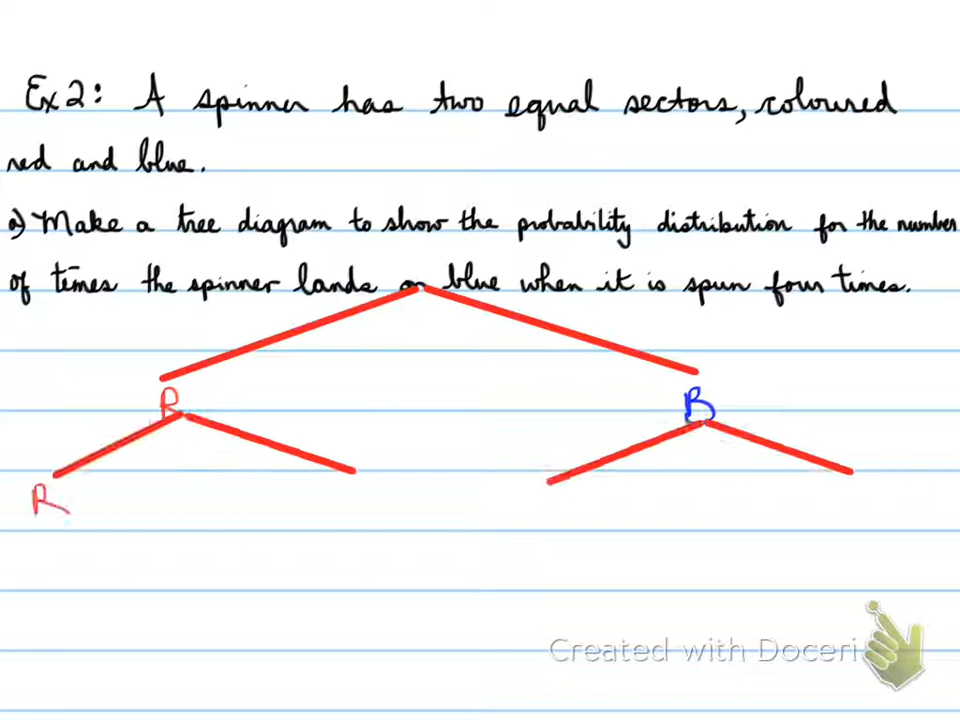 Ex 2: A spinner has two equal sectors, coloured
red and blue.
a) Make a tree diagram to show the probability distribution for the number
of times the spinner lands on blue when it is spun four times.
R B
R
Created with Doceri